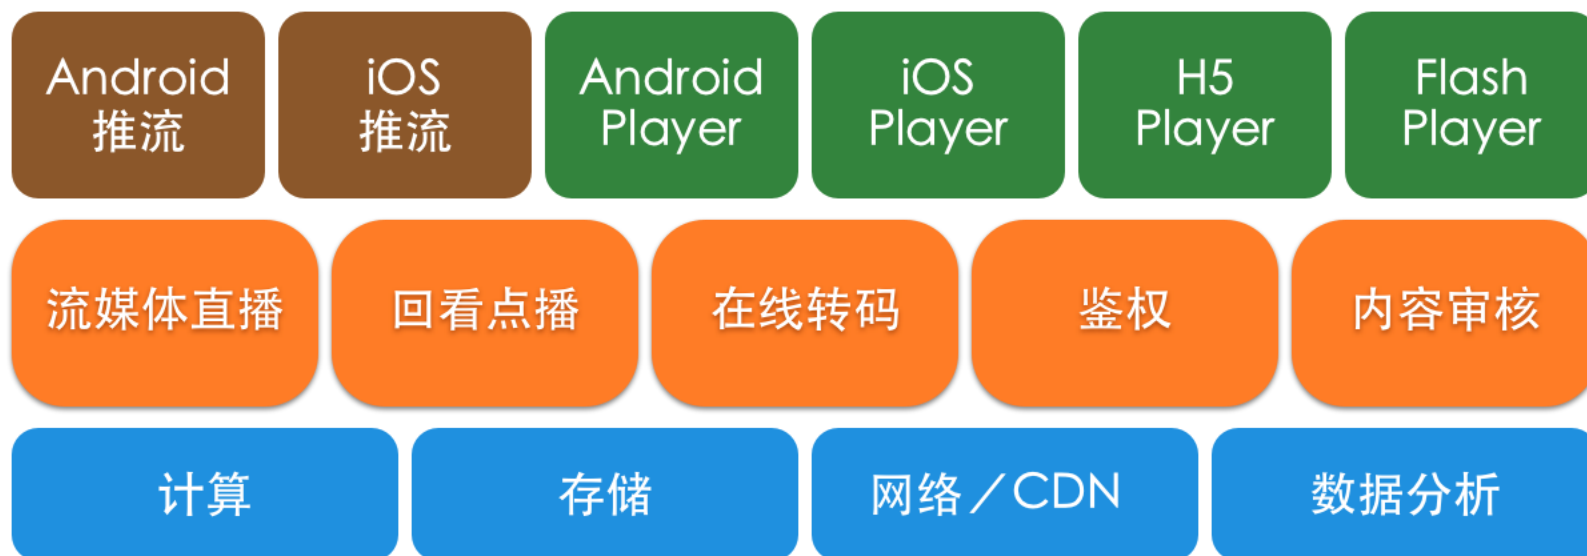 Android
推流
iOS
推流
Android
Player
iOS
Player
H5
Player
Flash
Player
流媒体直播
回看点播
在线转码
鉴权
内容审核
计算
存储
网络／CDN
数据分析